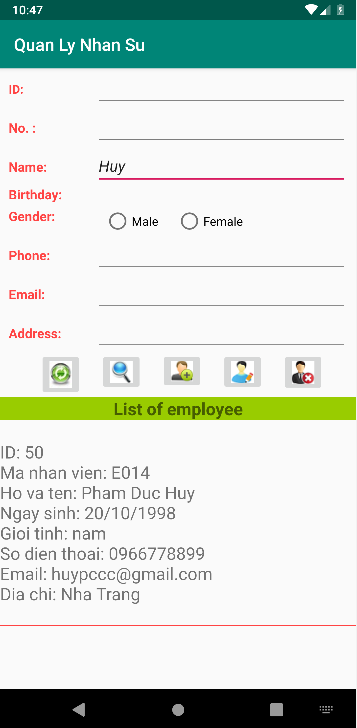 10:47
Quan Ly Nhan Su
ID:
No. :
Name: Huy
Birthday:
Gender: Male Female
Phone:
Email:
Address:
List of employee
ID: 50
Ma nhan vien: E014
Ho va ten: Pham Duc Huy
Ngay sinh: 20/10/1998
Gioi tinh: nam
So dien thoai: 0966778899
Email: huypccc@gmail.com
Dia chi: Nha Trang